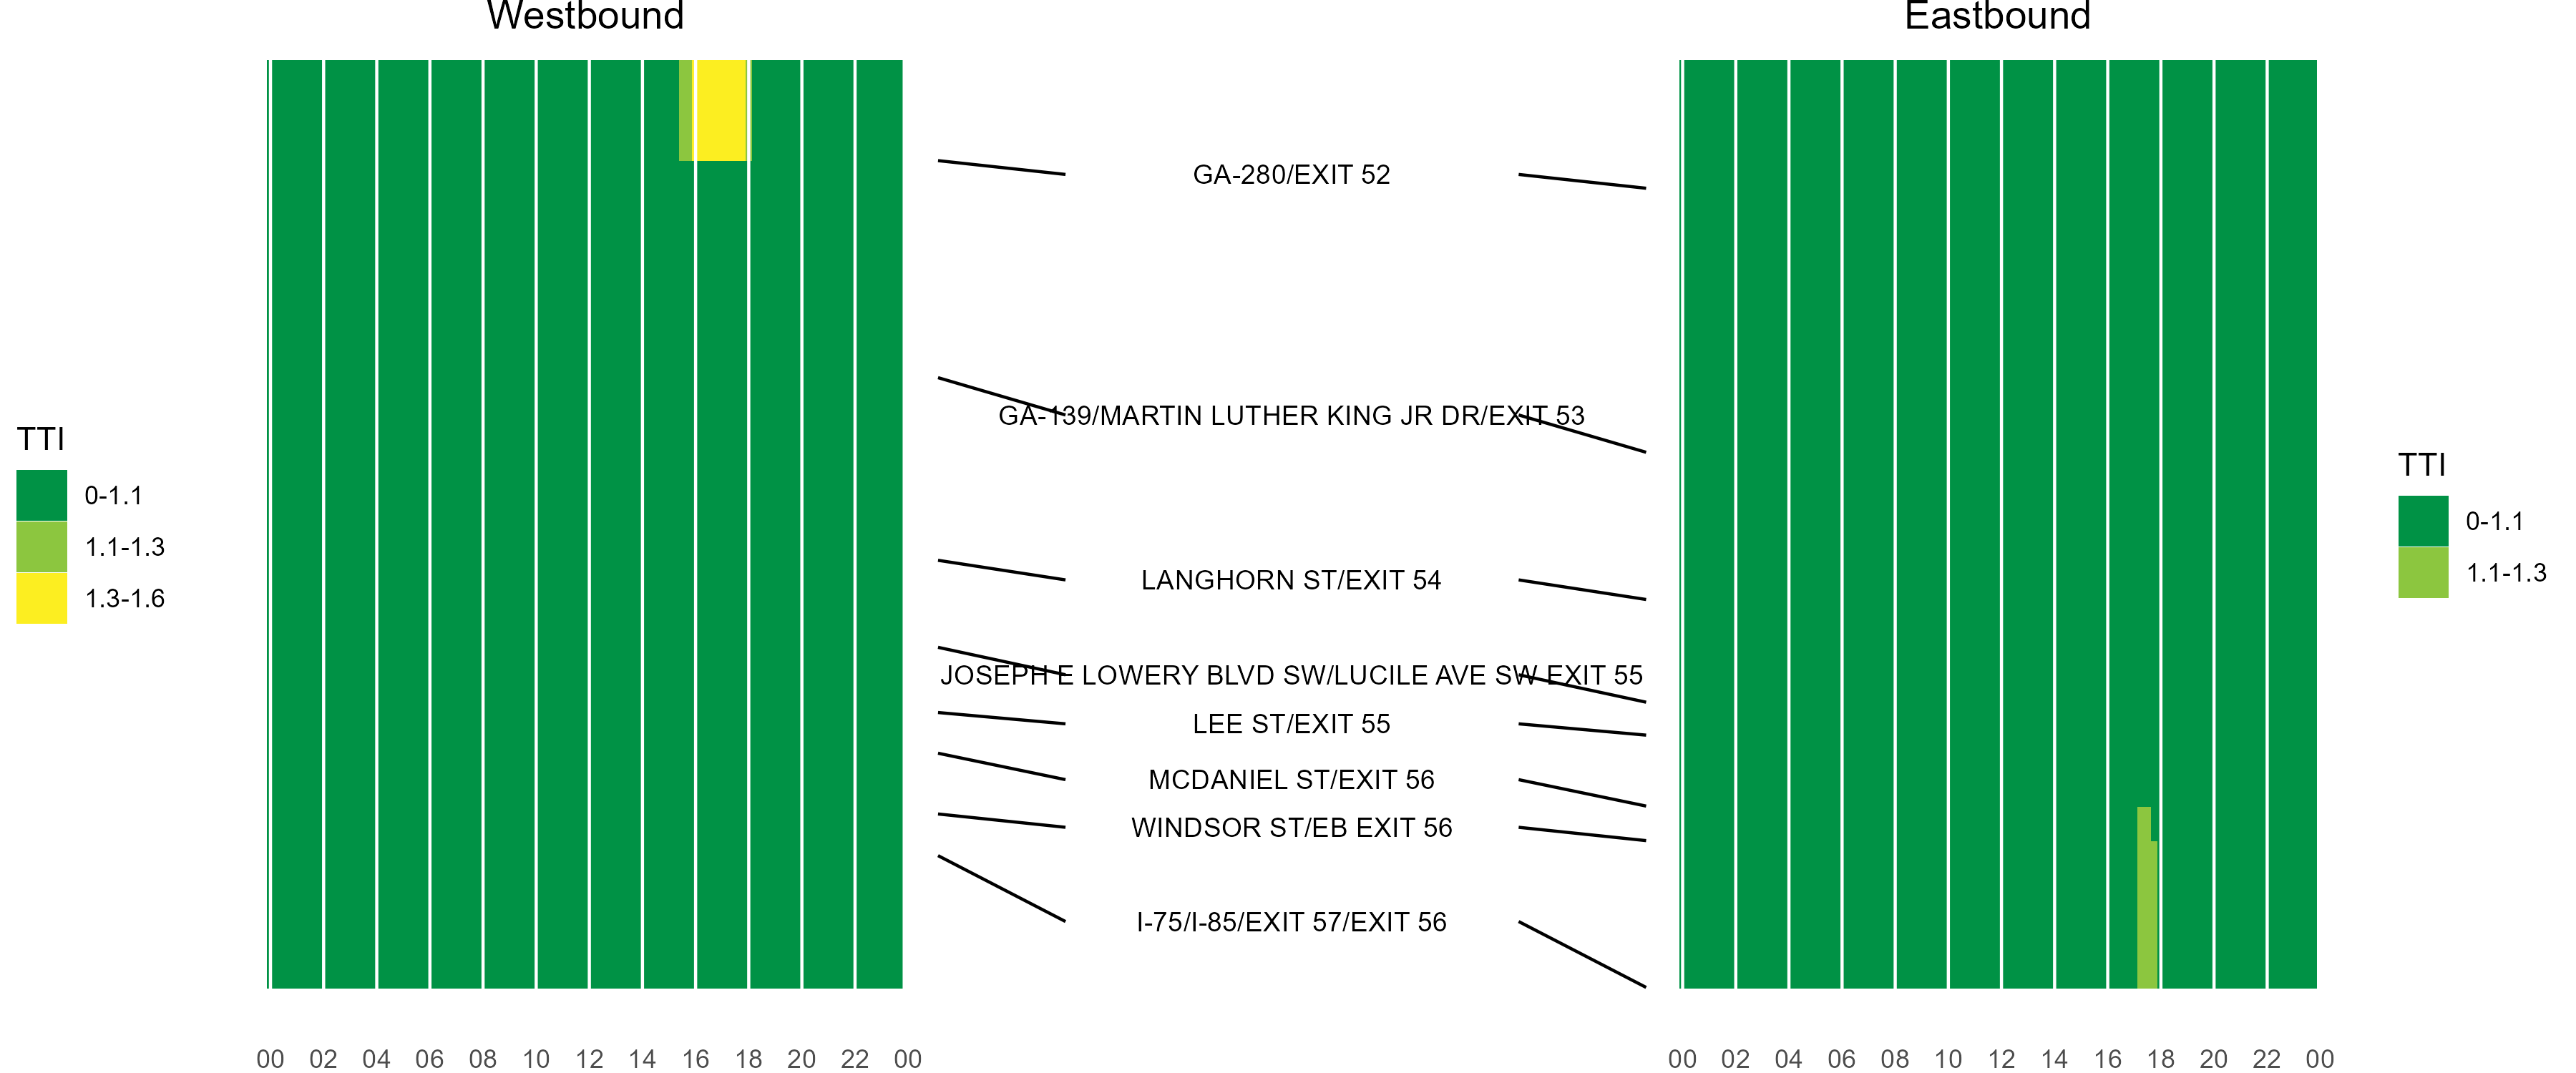 Westbound
Eastbound
GA-280/EXIT 52
GA-139/MARTIN LUTHER KING JR DR/EXIT 53
LANGHORN ST/EXIT 54
JOSEPH E LOWERY BLVD SW/LUCILE AVE SW EXIT 55
LEE ST/EXIT 55
MCDANIEL ST/EXIT 56
WINDSOR ST/EB EXIT 56
I-75/I-85/EXIT 57/EXIT 56
TTI
0-1.1
1.1-1.3
1.3-1.6
TTI
0-1.1
1.1-1.3
00 02 04 06 08 10 12 14 16 18 20 22 00
00 02 04 06 08 10 12 14 16 18 20 22 00